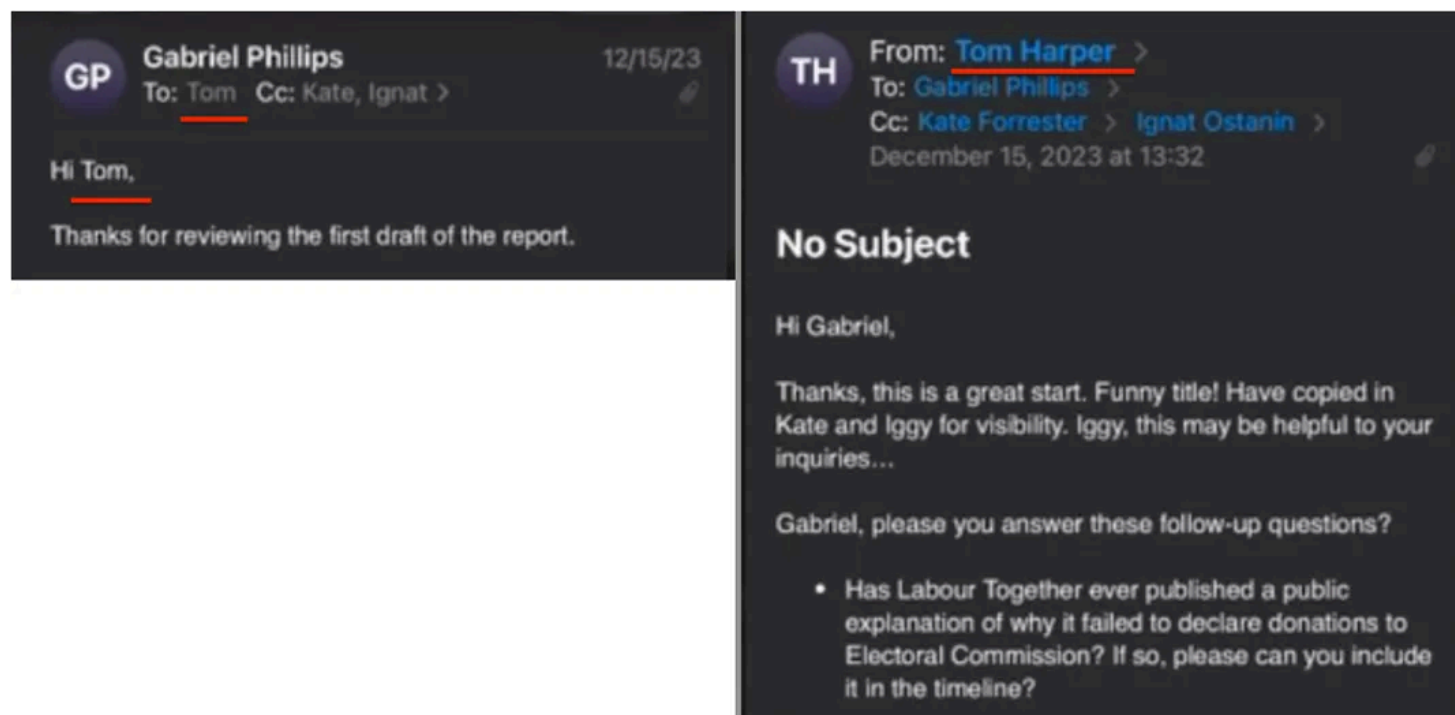 GP
Gabriel Phillips
12/15/23
To: Tom Cc: Kate, Ignat >
Hi Tom,
Thanks for reviewing the first draft of the report.
TH
From: Tom Harper >
To: Gabriel Phillips >
Cc: Kate Forrester > Ignat Ostanin >
December 15, 2023 at 13:32
No Subject
Hi Gabriel,
Thanks, this is a great start. Funny title! Have copied in
Kate and Iggy for visibility. Iggy, this may be helpful to your
inquiries...
Gabriel, please you answer these follow-up questions?
• Has Labour Together ever published a public
explanation of why it failed to declare donations to
Electoral Commission? If so, please can you include
it in the timeline?